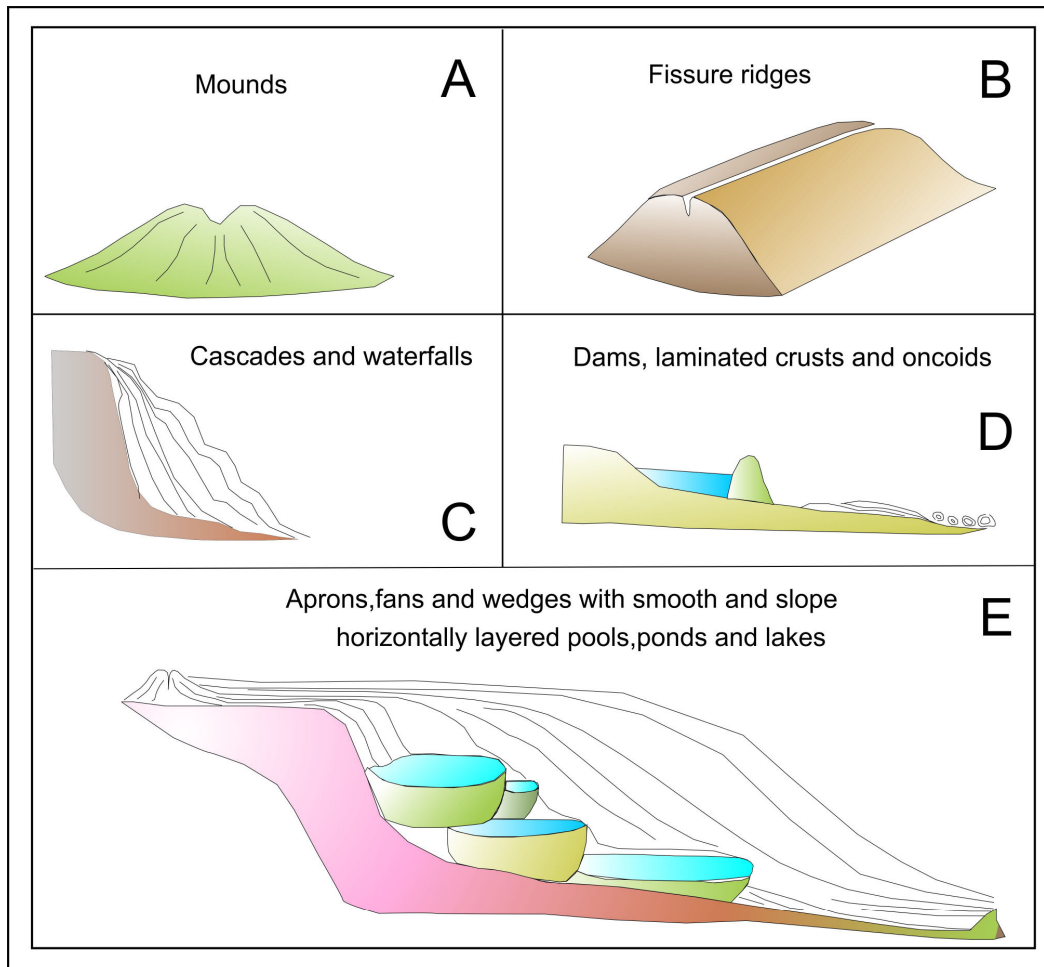 Mounds
A
Fissure ridges
B
Cascades and waterfalls
C
Dams, laminated crusts and oncoids
D
Aprons,fans and wedges with smooth and slope
horizontally layered pools,ponds and lakes
E